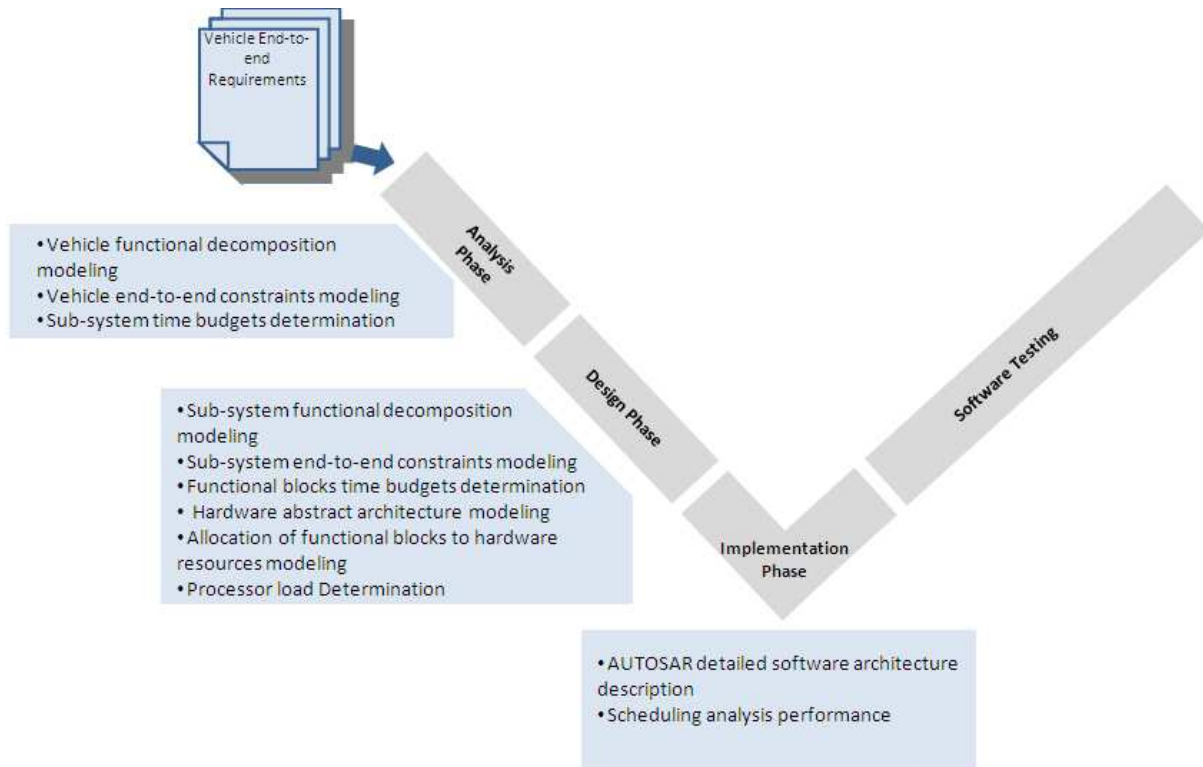 Vehicle End-to-
end
Requirements
Analysis
Phase
•Vehicle functional decomposition
modeling
•Vehicle end-to-end constraints modeling
•Sub-system time budgets determination
Design Phase
•Sub-system functional decomposition
modeling
•Sub-system end-to-end constraints modeling
•Functional blocks time budgets determination
• Hardware abstract architecture modeling
•Allocation of functional blocks to hardware
resources modeling
•Processor load Determination
Implementation
Phase
•AUTOSAR detailed software architecture
description
•Scheduling analysis performance
Software Testing